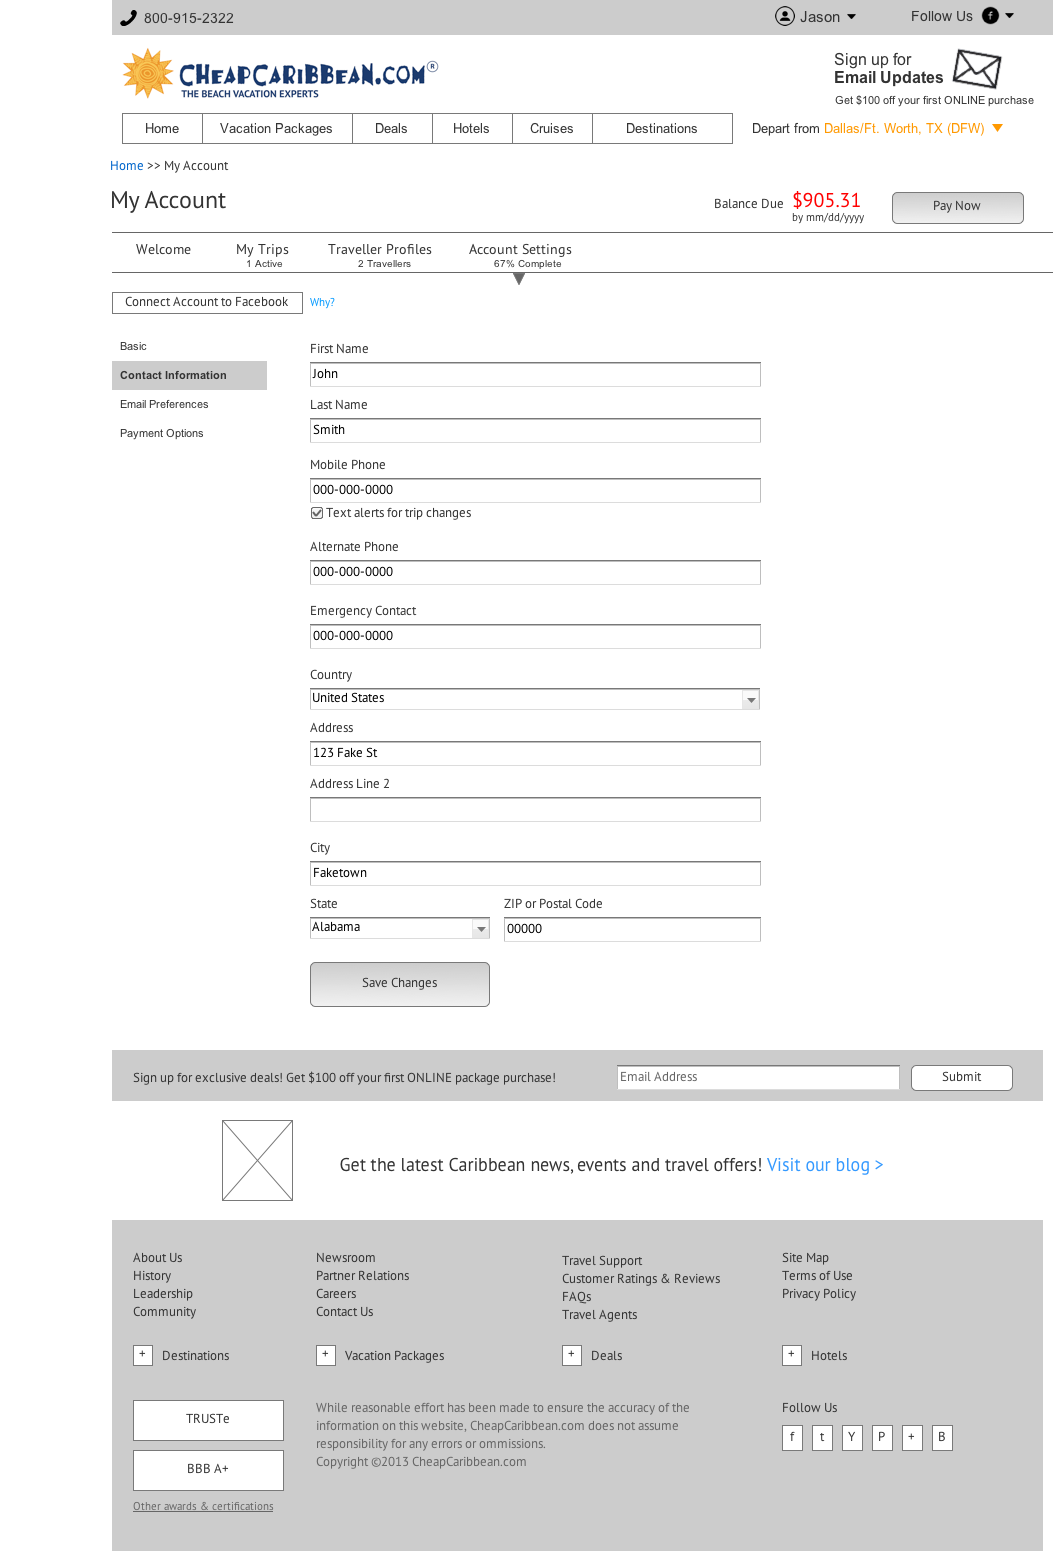 800-915-2322
Jason
Follow Us f
CHEAPCARIBBEAN.COM®
THE BEACH VACATION EXPERTS
Sign up for
Email Updates
Get $100 off your first ONLINE purchase
Home Vacation Packages Deals Hotels Cruises Destinations
Depart from Dallas/Ft. Worth, TX (DFW)
Home >> My Account
My Account
Balance Due $905.31
by mm/dd/yyyy
Pay Now
Welcome My Trips Traveller Profiles Account Settings
1 Active 2 Travellers 67% Complete
Connect Account to Facebook Why?
Basic
Contact Information
Email Preferences
Payment Options
First Name
John
Last Name
Smith
Mobile Phone
000-000-0000
Text alerts for trip changes
Alternate Phone
000-000-0000
Emergency Contact
000-000-0000
Country
United States
Address
123 Fake St
Address Line 2
City
Faketown
State ZIP or Postal Code
Alabama 00000
Save Changes
Sign up for exclusive deals! Get $100 off your first ONLINE package purchase! Email Address Submit
Get the latest Caribbean news, events and travel offers! Visit our blog >
About Us
History
Leadership
Community
Newsroom
Partner Relations
Careers
Contact Us
Travel Support
Customer Ratings & Reviews
FAQs
Travel Agents
Site Map
Terms of Use
Privacy Policy
+ Destinations + Vacation Packages + Deals + Hotels
TRUSTe
BBB A+
Other awards & certifications
While reasonable effort has been made to ensure the accuracy of the
information on this website, CheapCaribbean.com does not assume
responsibility for any errors or ommissions.
Copyright ©2013 CheapCaribbean.com
Follow Us
f t Y P + B